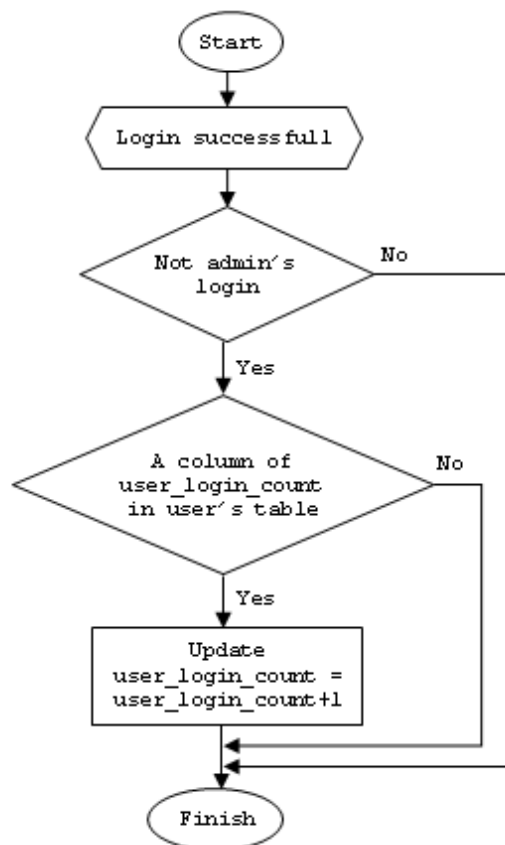 Start
Login successfull
Not admin's
login
No
Yes
A column of
user_login_count
in user's table
No
Yes
Update
user_login_count =
user_login_count+1
Finish